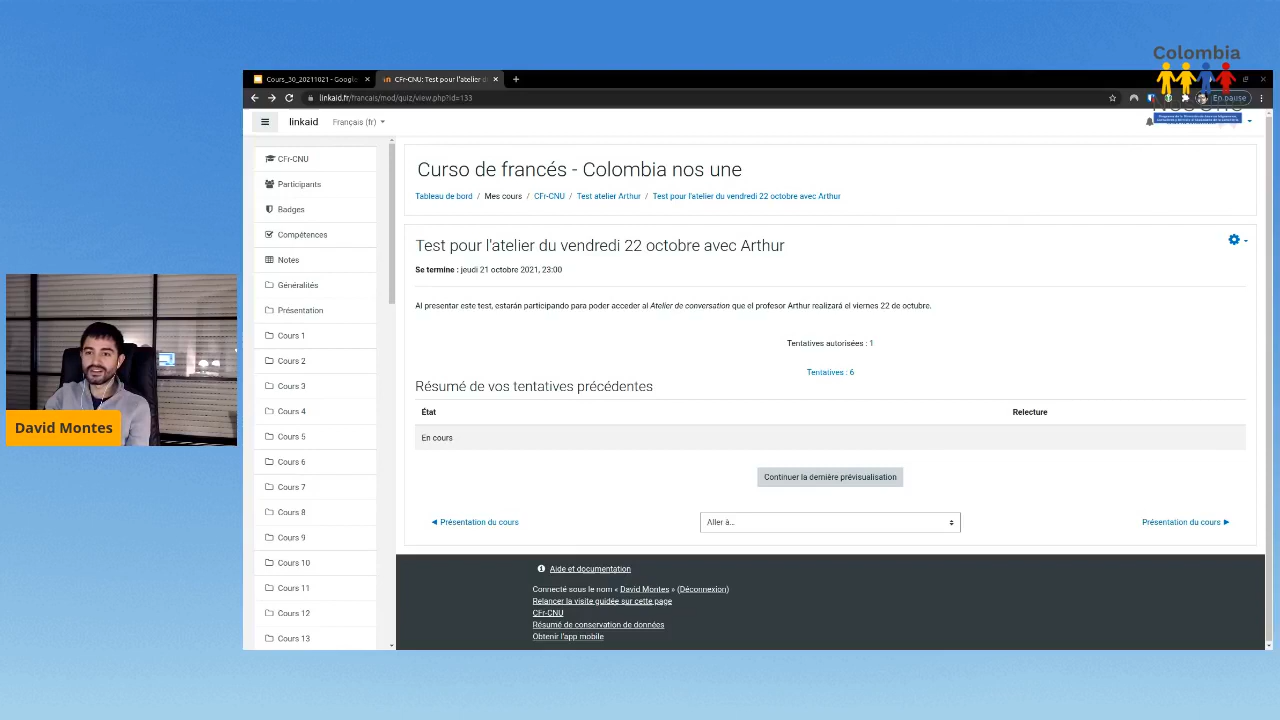 Colombia
Cours_30_20211021 - Google
CFr-CNU: Test pour l'atelier d
linkaid.fr/francais/mod/quiz/view.php?id=133
En pause
linkaid
Français (fr)
CFr-CNU
Participants
Badges
Compétences
Notes
Généralités
Présentation
Cours 1
Cours 2
Cours 3
Cours 4
Cours 5
Cours 6
Cours 7
Cours 8
Cours 9
Cours 10
Cours 11
Cours 12
Cours 13
Curso de francés - Colombia nos une
Tableau de bord / Mes cours / CFr-CNU / Test atelier Arthur / Test pour l'atelier du vendredi 22 octobre avec Arthur
Test pour l'atelier du vendredi 22 octobre avec Arthur
Se termine : jeudi 21 octobre 2021, 23:00
Al presentar este test, estarán participando para poder acceder al Atelier de conversation que el profesor Arthur realizará el viernes 22 de octubre.
Tentatives autorisées : 1
Tentatives : 6
Résumé de vos tentatives précédentes
État Relecture
En cours
Continuer la dernière prévisualisation
◄ Présentation du cours
Aller à...
Présentation du cours ►
Aide et documentation
Connecté sous le nom « David Montes » (Déconnexion)
Relancer la visite guidée sur cette page
CFr-CNU
Résumé de conservation de données
Obtenir l'app mobile
David Montes